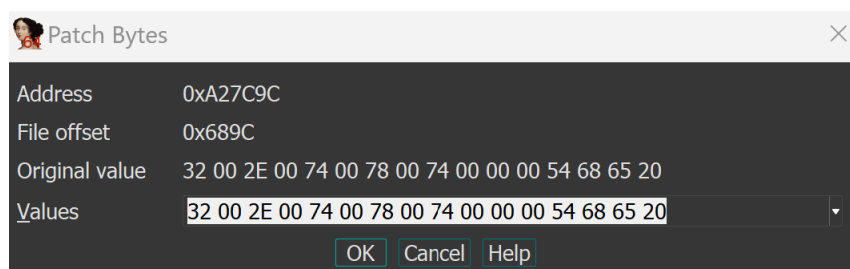 64 Patch Bytes
Address 0xA27C9C
File offset 0x689C
Original value 32 00 2E 00 74 00 78 00 74 00 00 00 54 68 65 20
Values 32 00 2E 00 74 00 78 00 74 00 00 00 54 68 65 20
OK Cancel Help